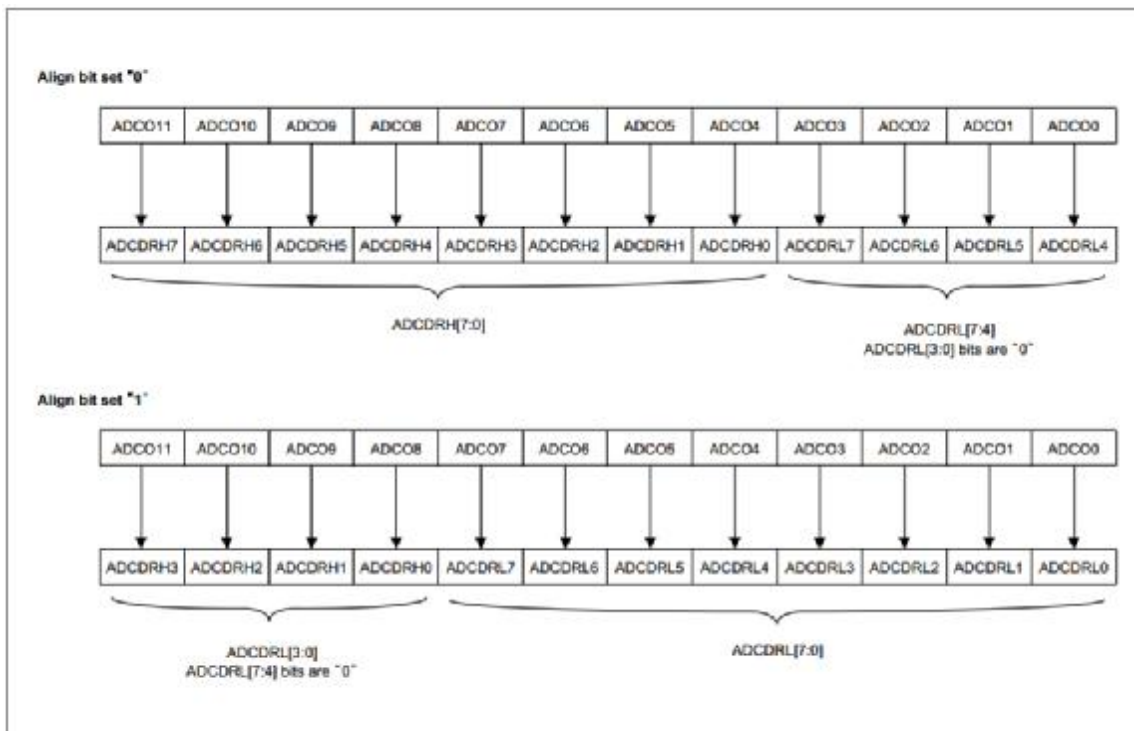 Align bit set "0"
ADCO11 ADCO10 ADCO9 ADCO8 ADCO7 ADCO6 ADCO5 ADCO4 ADCO3 ADCO2 ADCO1 ADCO0
ADCDRH7 ADCDRH6 ADCDRH5 ADCDRH4 ADCDRH3 ADCDRH2 ADCDRH1 ADCDRH0 ADCDRL7 ADCDRL6 ADCDRL5 ADCDRL4
ADCDRH[7:0]
ADCDRL[7:4]
ADCDRL[3:0] bits are "0"
Align bit set "1"
ADCO11 ADCO10 ADCO9 ADCO8 ADCO7 ADCO6 ADCO5 ADCO4 ADCO3 ADCO2 ADCO1 ADCO0
ADCDRH3 ADCDRH2 ADCDRH1 ADCDRH0 ADCDRL7 ADCDRL6 ADCDRL5 ADCDRL4 ADCDRL3 ADCDRL2 ADCDRL1 ADCDRL0
ADCDRL[3:0]
ADCDRL[7:4] bits are "0"
ADCDRL[7:0]